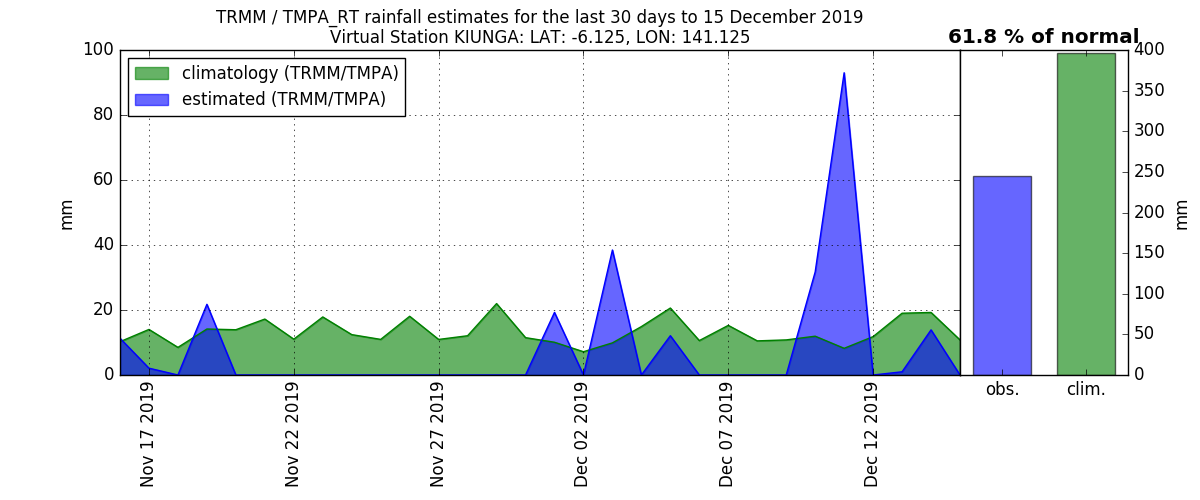 TRMM / TMPA_RT rainfall estimates for the last 30 days to 15 December 2019
Virtual Station KIUNGA: LAT: -6.125, LON: 141.125
61.8 % of normal
climatology (TRMM/TMPA)
estimated (TRMM/TMPA)
100
80
60
40
20
0
mm
Nov 17 2019
Nov 22 2019
Nov 27 2019
Dec 02 2019
Dec 07 2019
Dec 12 2019
obs.
clim.
400
350
300
250
200
150
100
50
0
mm